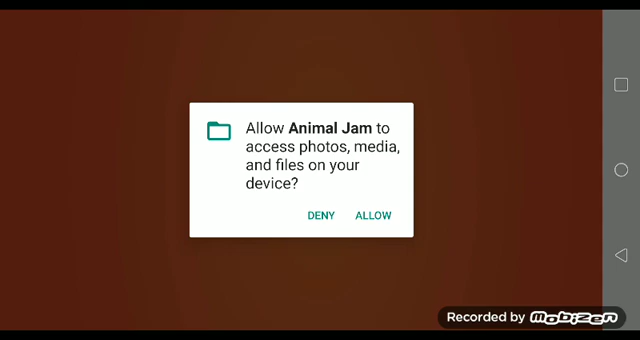 Allow Animal Jam to
access photos, media,
and files on your
device?
DENY ALLOW
Recorded by Mobizen